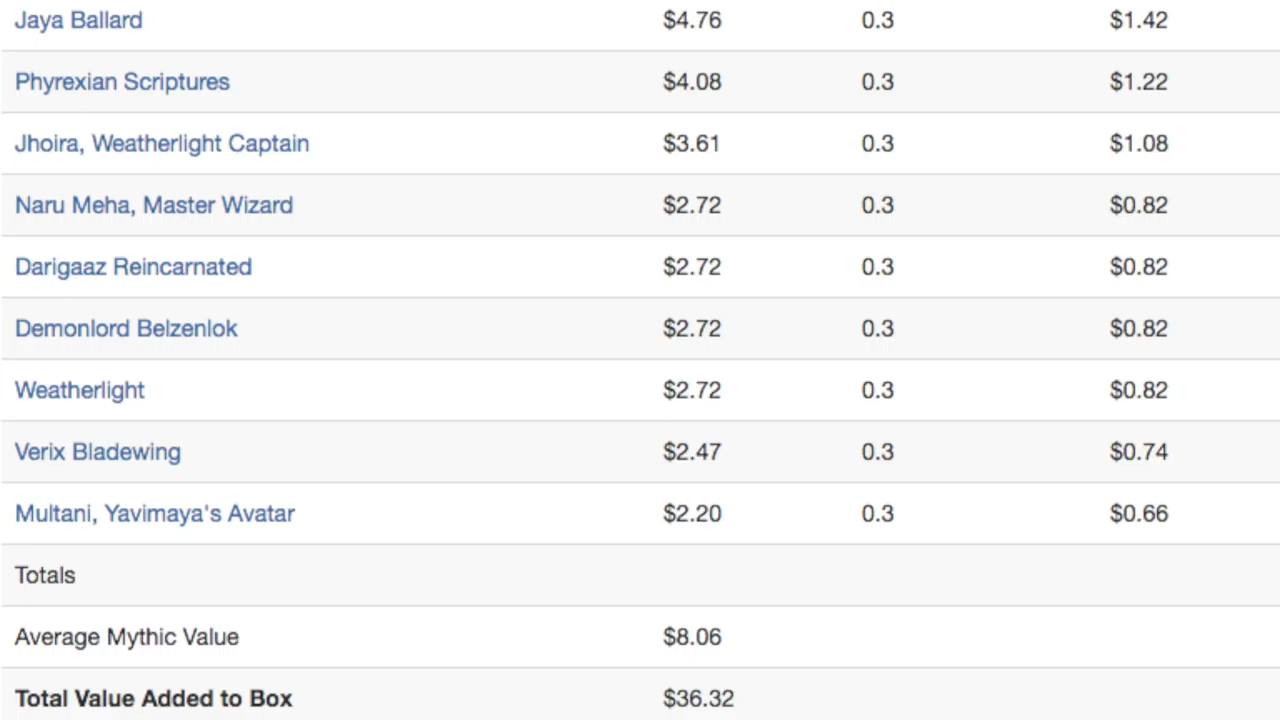 Jaya Ballard $4.76 0.3 $1.42
Phyrexian Scriptures $4.08 0.3 $1.22
Jhoira, Weatherlight Captain $3.61 0.3 $1.08
Naru Meha, Master Wizard $2.72 0.3 $0.82
Darigaaz Reincarnated $2.72 0.3 $0.82
Demonlord Belzenlok $2.72 0.3 $0.82
Weatherlight $2.72 0.3 $0.82
Verix Bladewing $2.47 0.3 $0.74
Multani, Yavimaya's Avatar $2.20 0.3 $0.66
Totals
Average Mythic Value $8.06
Total Value Added to Box $36.32